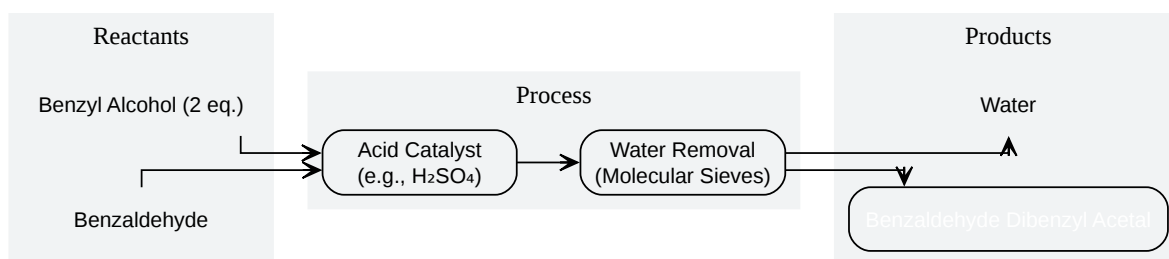 Reactants
Benzyl Alcohol (2 eq.)
Benzaldehyde
Process
Acid Catalyst
(e.g., H₂SO₄)
Water Removal
(Molecular Sieves)
Products
Water
Benzaldehyde Dibenzyl Acetal